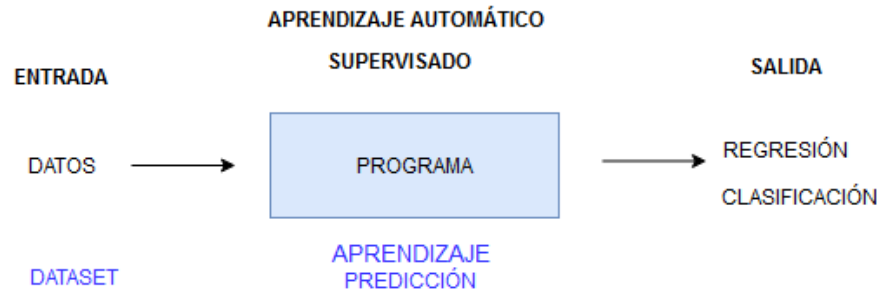 APRENDIZAJE AUTOMÁTICO
SUPERVISADO
ENTRADA
SALIDA
DATOS
PROGRAMA
REGRESIÓN
CLASIFICACIÓN
DATASET
APRENDIZAJE
PREDICCIÓN